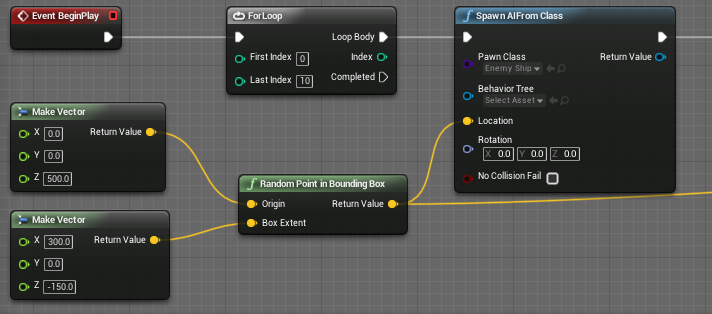 Event BeginPlay
ForLoop
Loop Body
First Index 0
Index
Last Index 10
Completed
Spawn AIFrom Class
Pawn Class
Return Value
Enemy Ship
Behavior Tree
Select Asset
Location
Rotation
X 0.0 Y 0.0 Z 0.0
No Collision Fail
Make Vector
X 0.0
Return Value
Y 0.0
Z 500.0
Random Point in Bounding Box
Origin
Return Value
Box Extent
Make Vector
X 300.0
Return Value
Y 0.0
Z -150.0